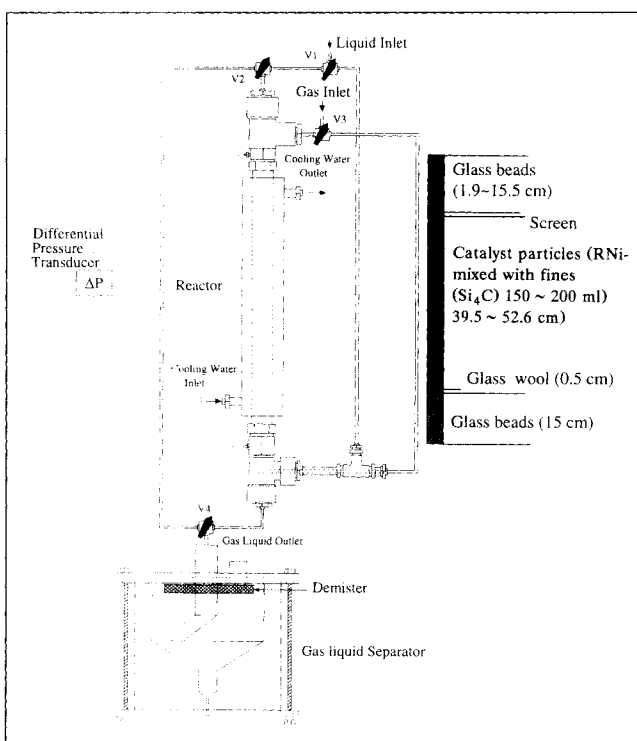 Liquid Inlet
V1
V2
Gas Inlet
V3
Cooling Water
Outlet
Glass beads
(1.9~15.5 cm)
Screen
Differential
Pressure
Transducer
ΔP
Reactor
Catalyst particles (RNi-
mixed with fines
(Si₄C) 150 ~ 200 ml)
39.5 ~ 52.6 cm)
Cooling Water
Inlet
Glass wool (0.5 cm)
Glass beads (15 cm)
V4
Gas Liquid Outlet
Demister
Gas liquid Separator